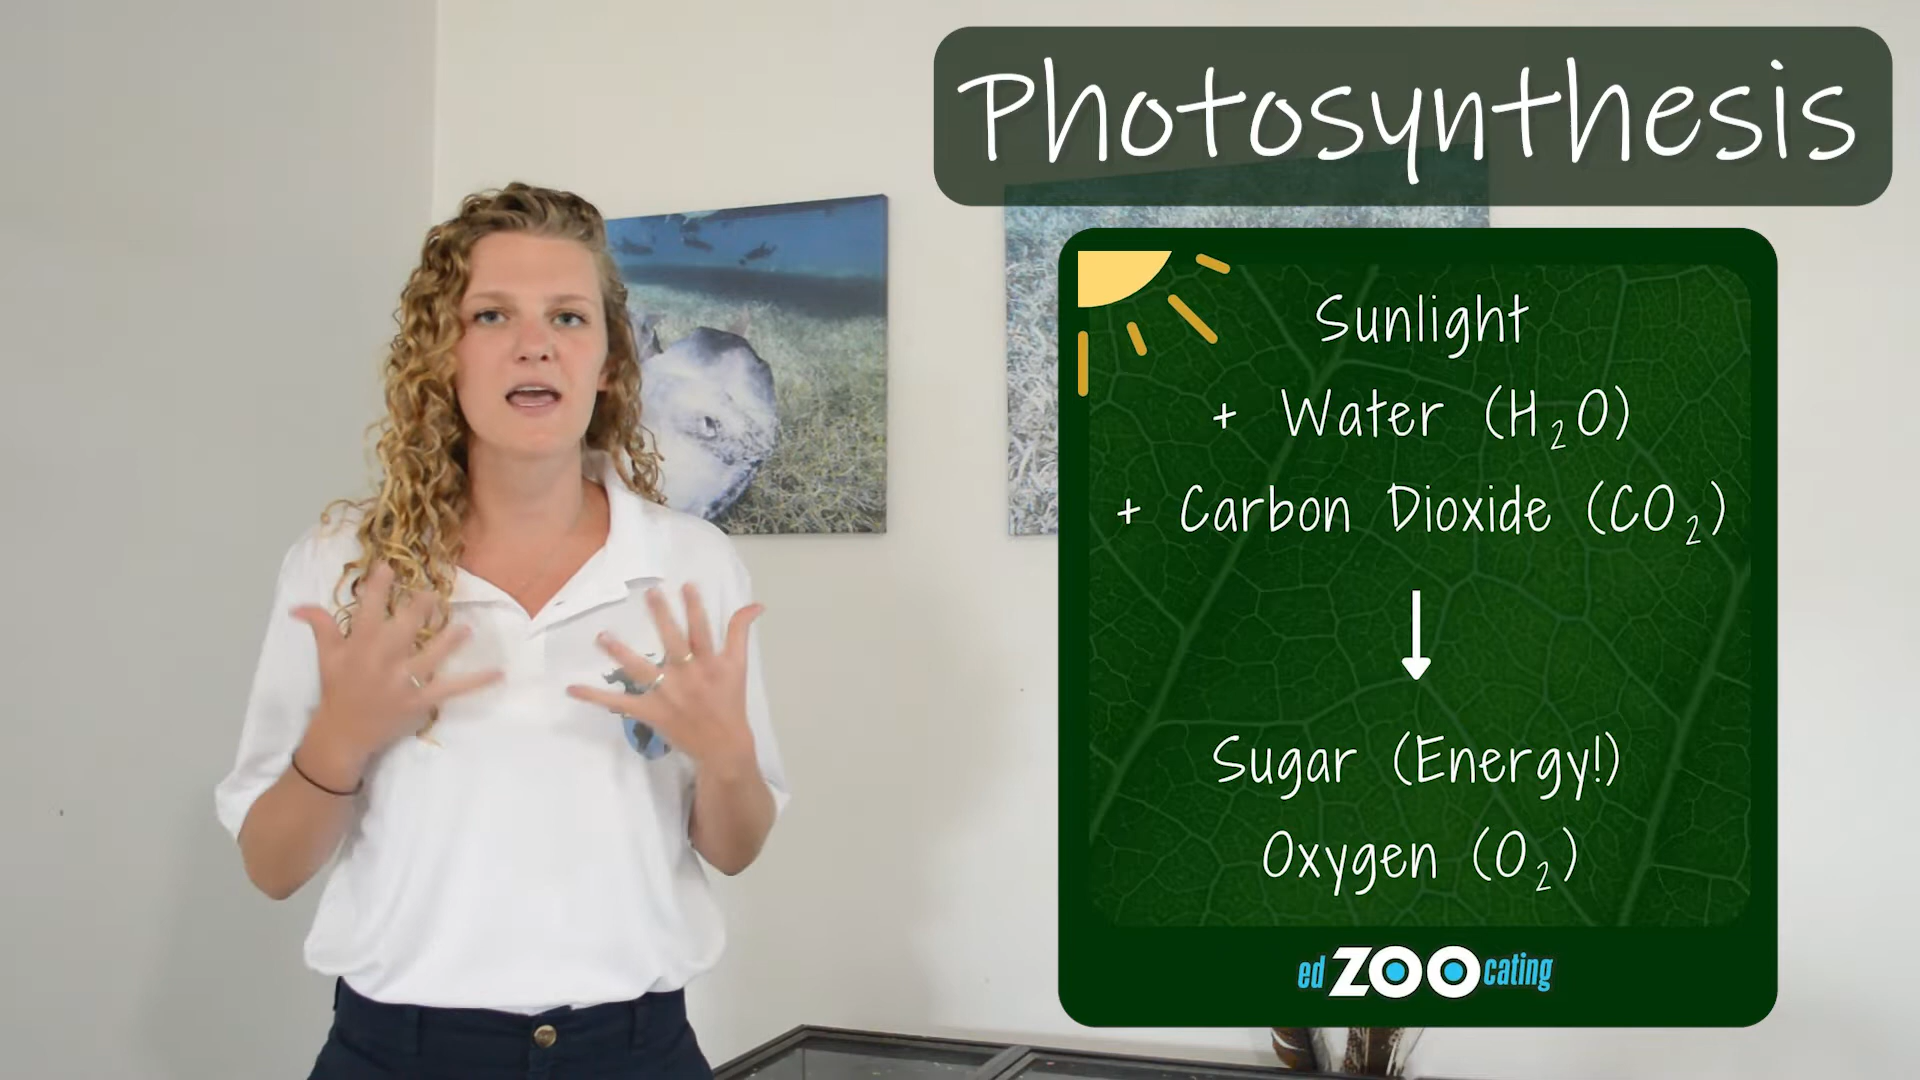 Photosynthesis
Sunlight
+ Water (H₂O)
+ Carbon Dioxide (CO₂)
Sugar (Energy!)
Oxygen (O₂)
edZOOcating